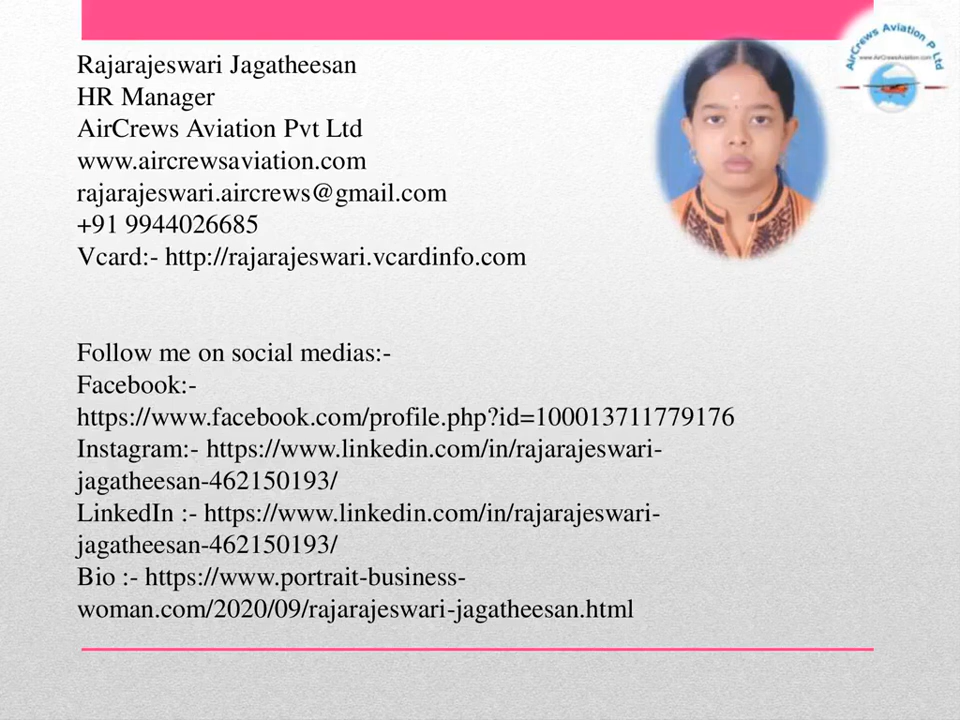 Rajarajeswari Jagatheesan
HR Manager
AirCrews Aviation Pvt Ltd
www.aircrewsaviation.com
rajarajeswari.aircrews@gmail.com
+91 9944026685
Vcard:- http://rajarajeswari.vcardinfo.com
AirCrews Aviation P Ltd
www.AirCrewsAviation.com
Follow me on social medias:-
Facebook:-
https://www.facebook.com/profile.php?id=100013711779176
Instagram:- https://www.linkedin.com/in/rajarajeswari-
jagatheesan-462150193/
LinkedIn :- https://www.linkedin.com/in/rajarajeswari-
jagatheesan-462150193/
Bio :- https://www.portrait-business-
woman.com/2020/09/rajarajeswari-jagatheesan.html